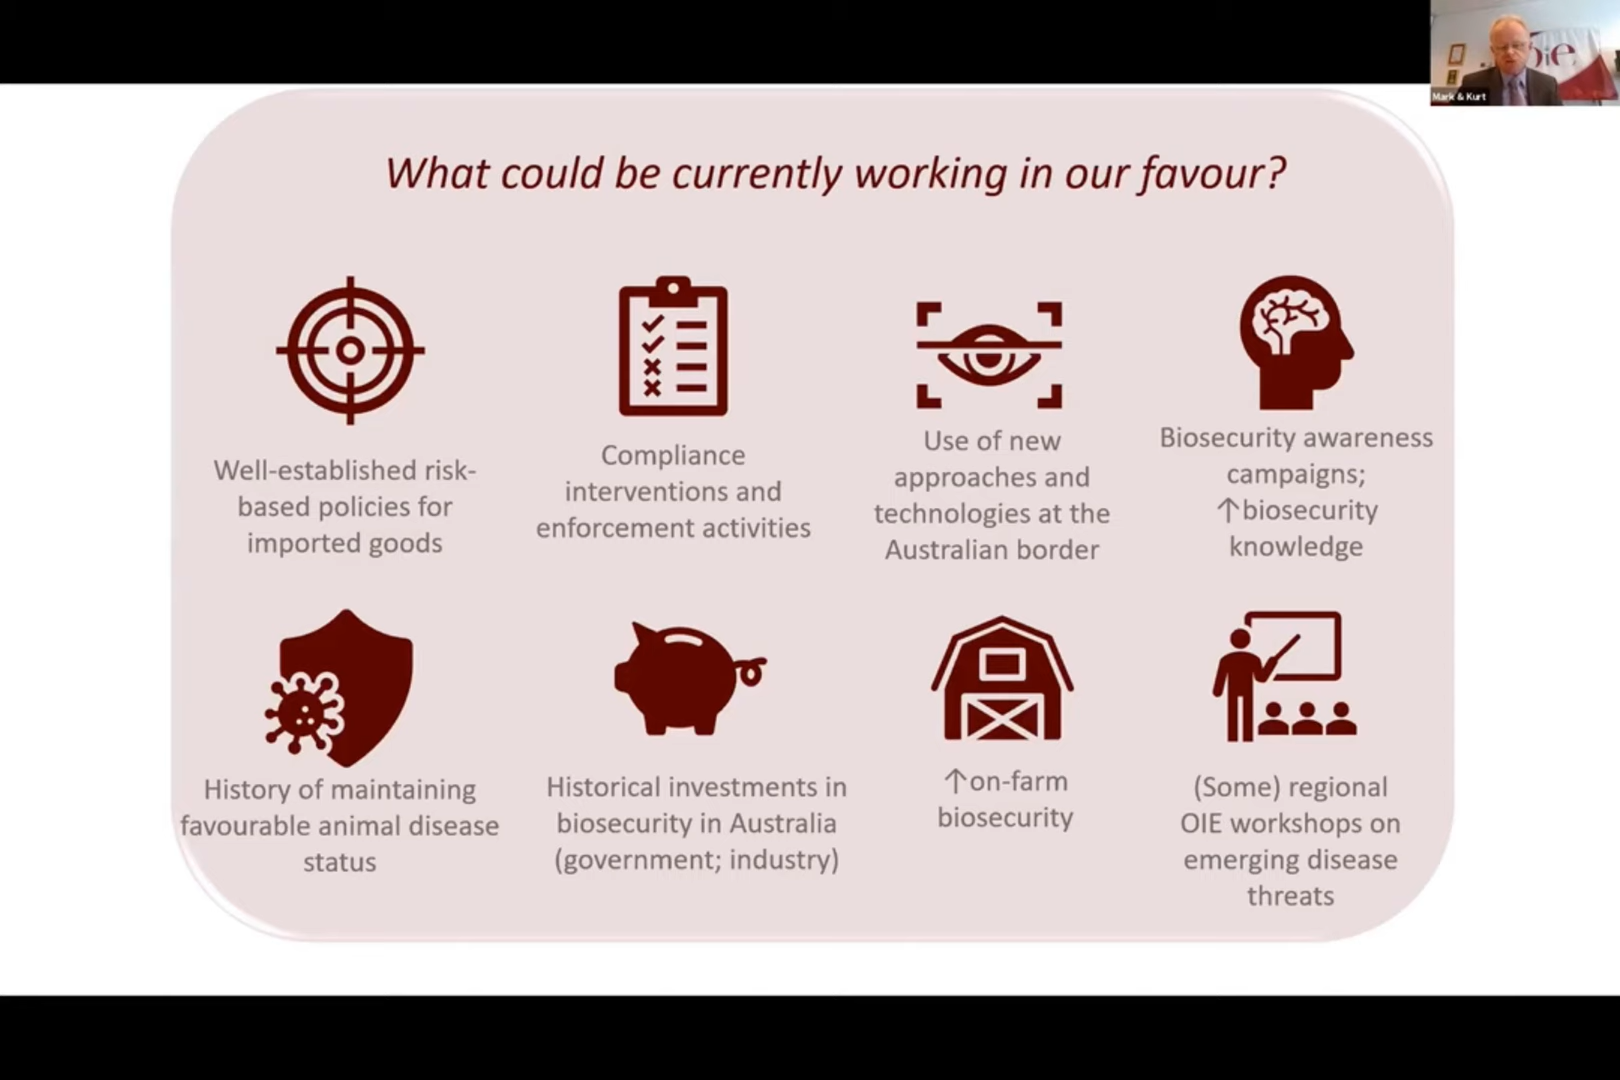 Mark & Kurt
What could be currently working in our favour?
Well-established risk-
based policies for
imported goods
Compliance
interventions and
enforcement activities
Use of new
approaches and
technologies at the
Australian border
Biosecurity awareness
campaigns;
↑biosecurity
knowledge
History of maintaining
favourable animal disease
status
Historical investments in
biosecurity in Australia
(government; industry)
↑on-farm
biosecurity
(Some) regional
OIE workshops on
emerging disease
threats